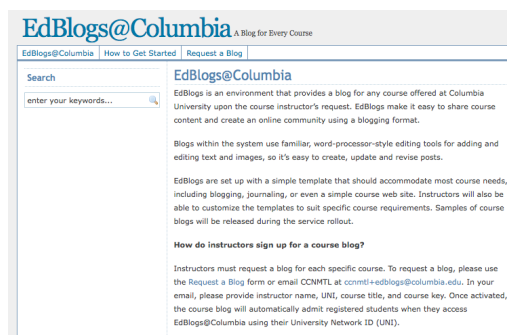 EdBlogs@Columbia A Blog for Every Course
EdBlogs@Columbia How to Get Started Request a Blog
Search
enter your keywords...
EdBlogs@Columbia
EdBlogs is an environment that provides a blog for any course offered at Columbia
University upon the course instructor's request. EdBlogs make it easy to share course
content and create an online community using a blogging format.
Blogs within the system use familiar, word-processor-style editing tools for adding and
editing text and images, so it's easy to create, update and revise posts.
EdBlogs are set up with a simple template that should accommodate most course needs,
including blogging, journaling, or even a simple course web site. Instructors will also be
able to customize the templates to suit specific course requirements. Samples of course
blogs will be released during the service rollout.
How do instructors sign up for a course blog?
Instructors must request a blog for each specific course. To request a blog, please use
the Request a Blog form or email CCNMTL at ccnmtl+edblogs@columbia.edu. In your
email, please provide instructor name, UNI, course title, and course key. Once activated,
the course blog will automatically admit registered students when they access
EdBlogs@Columbia using their University Network ID (UNI).